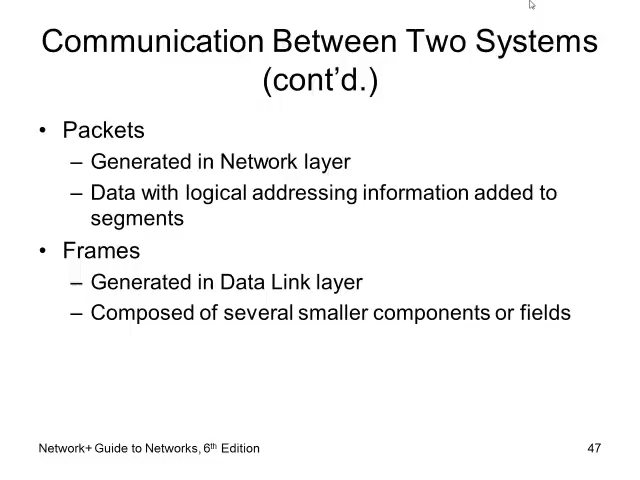 Communication Between Two Systems
(cont’d.)
• Packets
– Generated in Network layer
– Data with logical addressing information added to
segments
• Frames
– Generated in Data Link layer
– Composed of several smaller components or fields
Network+ Guide to Networks, 6th Edition
47